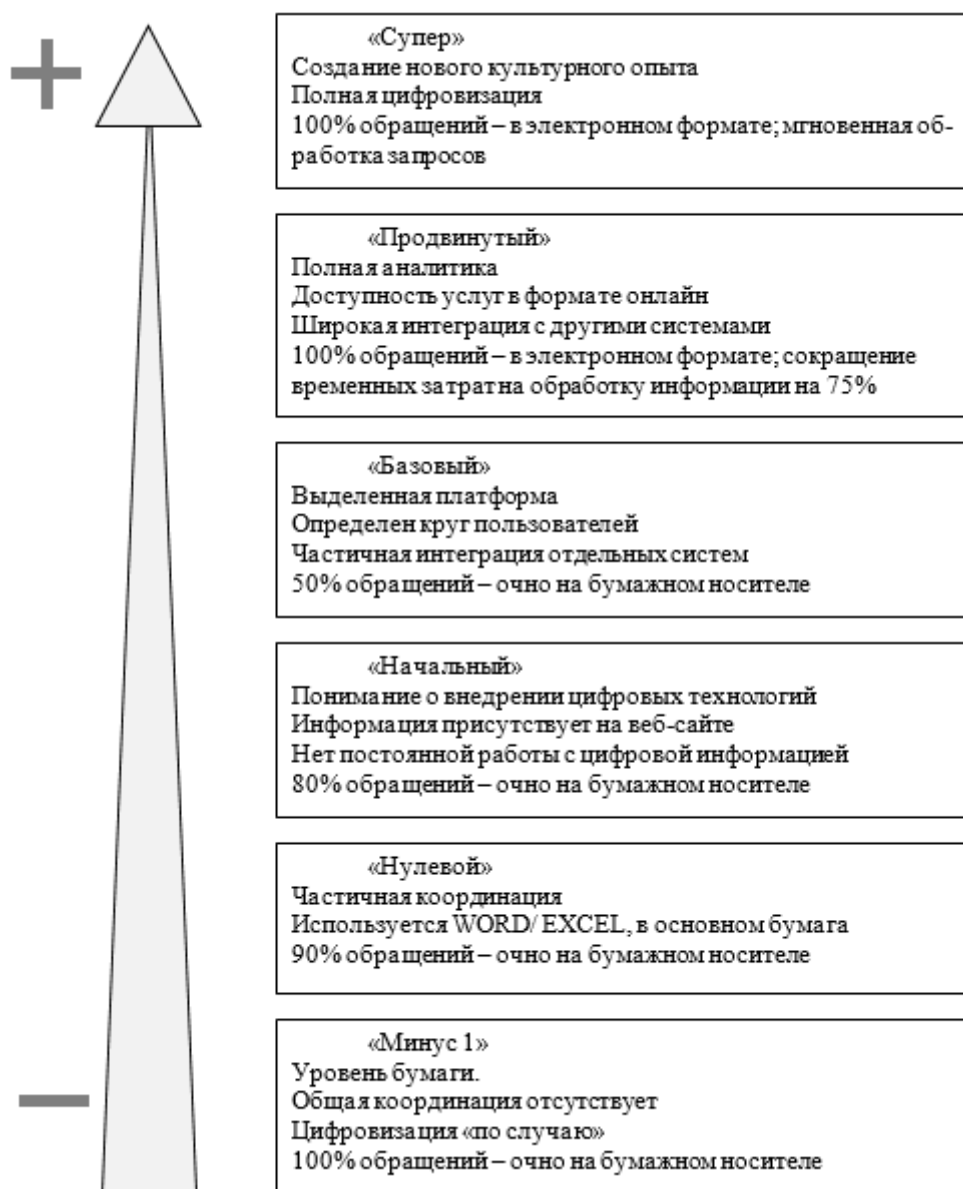 «Супер»
Создание нового культурного опыта
Полная цифровизация
100% обращений – в электронном формате; мгновенная об-
работка запросов
«Продвинутый»
Полная аналитика
Доступность услуг в формате онлайн
Широкая интеграция с другими системами
100% обращений – в электронном формате; сокращение
временных затрат на обработку информации на 75%
«Базовый»
Выделенная платформа
Определен круг пользователей
Частичная интеграция отдельных систем
50% обращений – очно на бумажном носителе
«Начальный»
Понимание о внедрении цифровых технологий
Информация присутствует на веб-сайте
Нет постоянной работы с цифровой информацией
80% обращений – очно на бумажном носителе
«Нулевой»
Частичная координация
Используется WORD/ EXCEL, в основном бумага
90% обращений – очно на бумажном носителе
«Минус 1»
Уровень бумаги.
Общая координация отсутствует
Цифровизация «по случаю»
100% обращений – очно на бумажном носителе